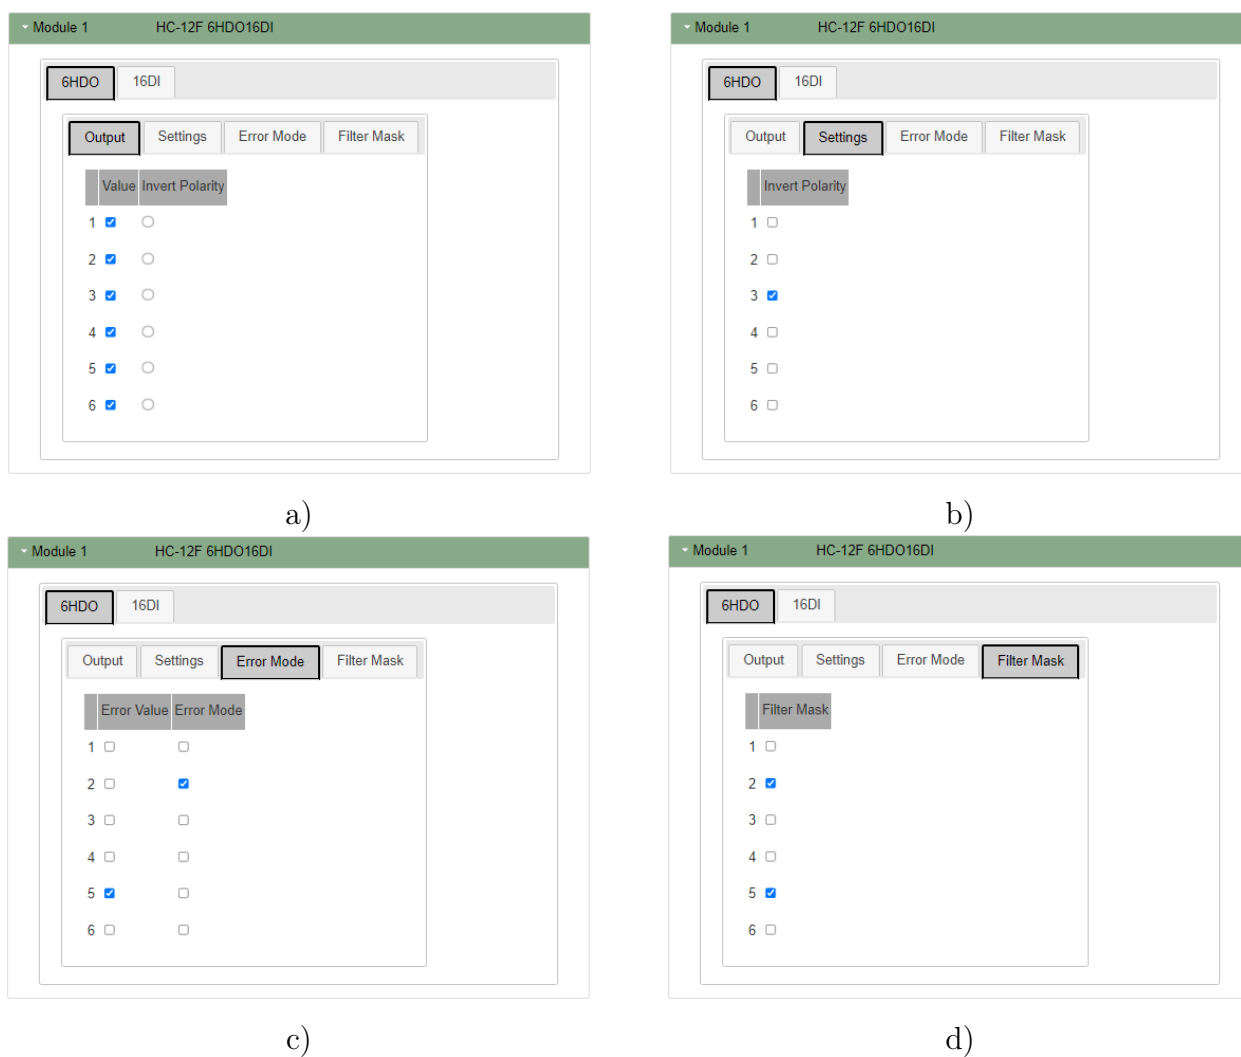 Module 1 HC-12F 6HDO16DI
6HDO 16DI
Output Settings Error Mode Filter Mask
Value Invert Polarity
1
2
3
4
5
6
a)
Module 1 HC-12F 6HDO16DI
6HDO 16DI
Output Settings Error Mode Filter Mask
Invert Polarity
1
2
3
4
5
6
b)
Module 1 HC-12F 6HDO16DI
6HDO 16DI
Output Settings Error Mode Filter Mask
Error Value Error Mode
1
2
3
4
5
6
c)
Module 1 HC-12F 6HDO16DI
6HDO 16DI
Output Settings Error Mode Filter Mask
Filter Mask
1
2
3
4
5
6
d)